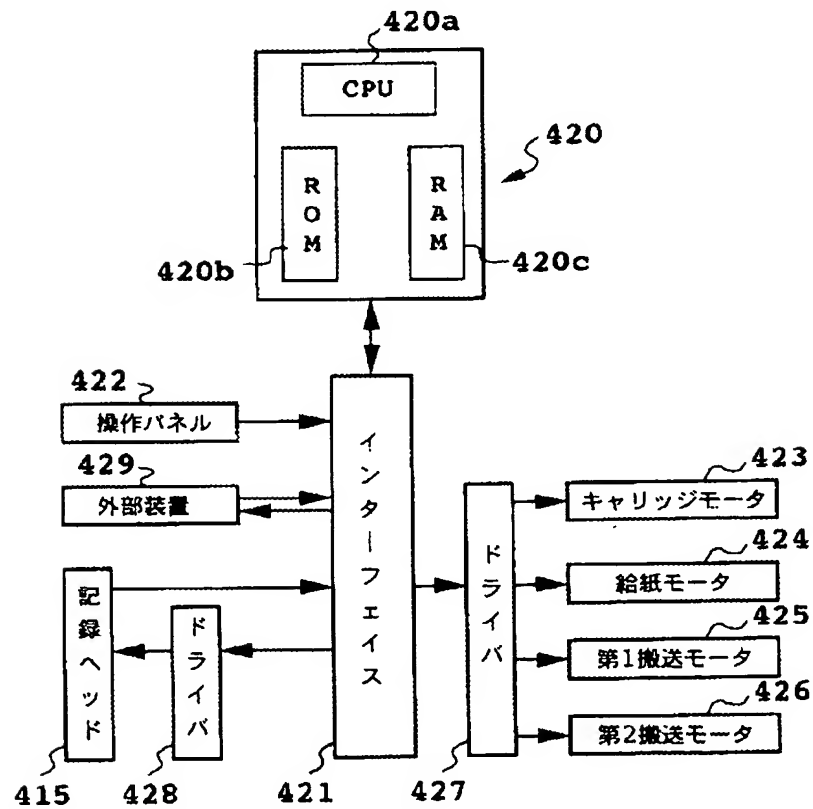 420a
CPU
420
ROM
RAM
420b
420c
422
操作パネル
429
外部装置
記録ヘッド
ドライバ
インターフェイス
ドライバ
423
キャリッジモータ
424
給紙モータ
425
第1搬送モータ
426
第2搬送モータ
415
428
421
427